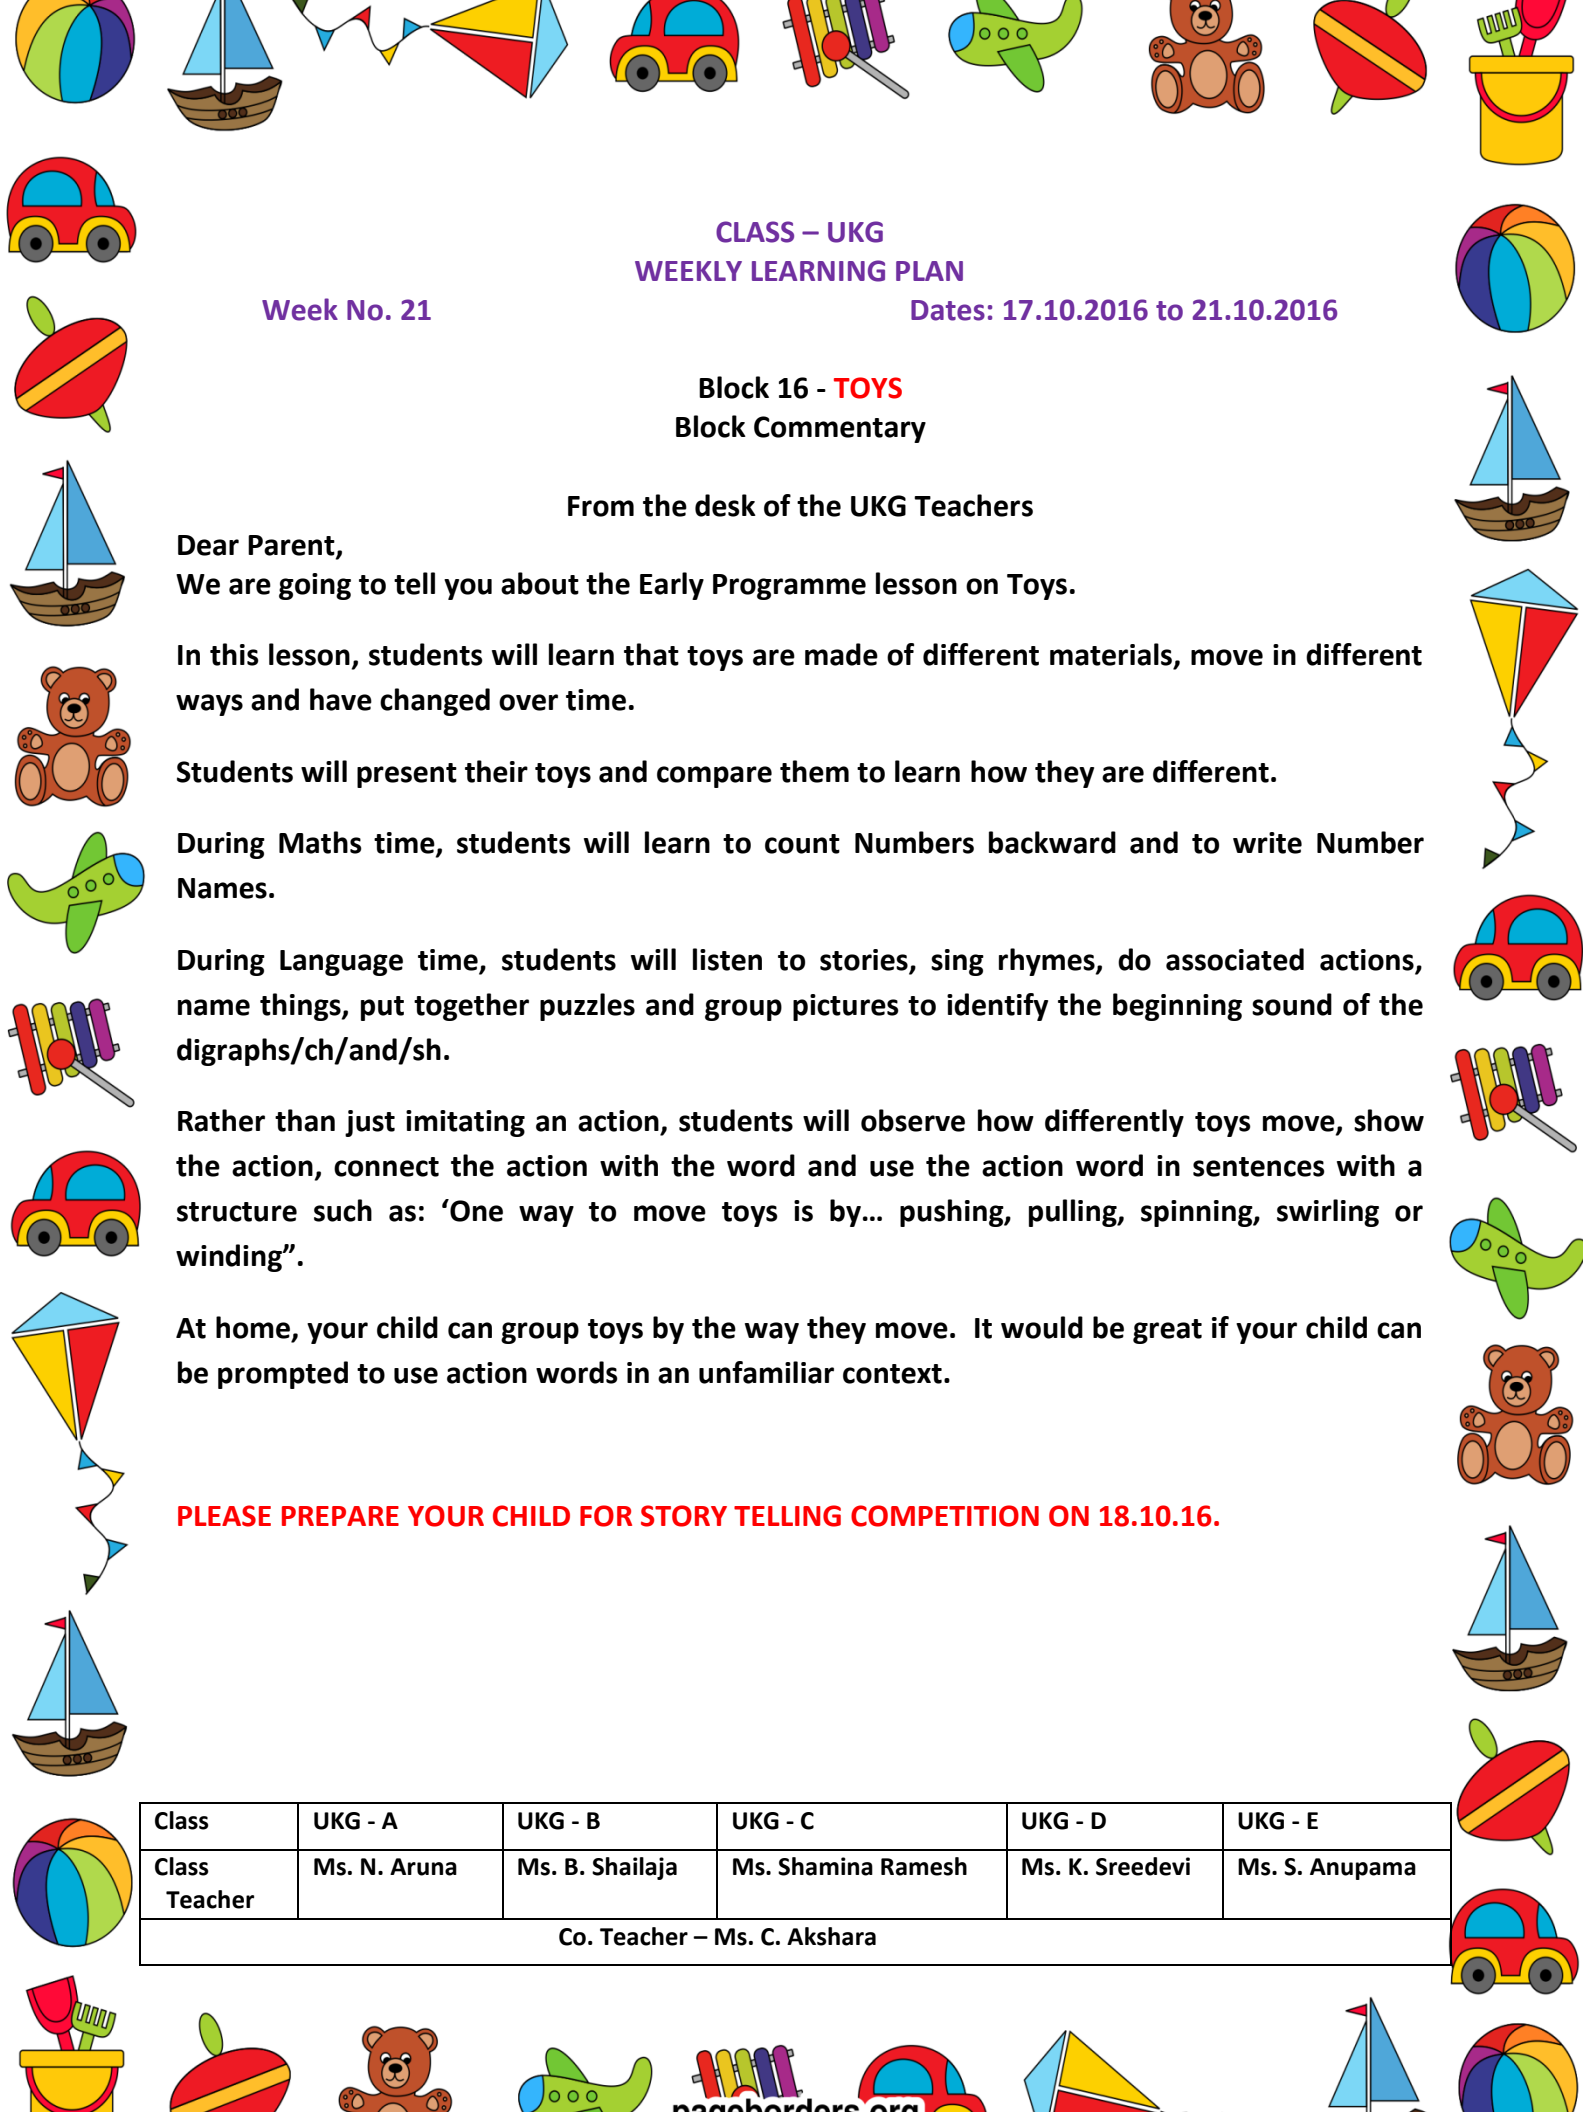 CLASS – UKG
WEEKLY LEARNING PLAN
Week No. 21 Dates: 17.10.2016 to 21.10.2016
Block 16 - TOYS
Block Commentary
From the desk of the UKG Teachers
Dear Parent,
We are going to tell you about the Early Programme lesson on Toys.
In this lesson, students will learn that toys are made of different materials, move in different
ways and have changed over time.
Students will present their toys and compare them to learn how they are different.
During Maths time, students will learn to count Numbers backward and to write Number
Names.
During Language time, students will listen to stories, sing rhymes, do associated actions,
name things, put together puzzles and group pictures to identify the beginning sound of the
digraphs/ch/and/sh.
Rather than just imitating an action, students will observe how differently toys move, show
the action, connect the action with the word and use the action word in sentences with a
structure such as: ‘One way to move toys is by… pushing, pulling, spinning, swirling or
winding”.
At home, your child can group toys by the way they move. It would be great if your child can
be prompted to use action words in an unfamiliar context.
PLEASE PREPARE YOUR CHILD FOR STORY TELLING COMPETITION ON 18.10.16.
Class UKG - A UKG - B UKG - C UKG - D UKG - E
Class Ms. N. Aruna Ms. B. Shailaja Ms. Shamina Ramesh Ms. K. Sreedevi Ms. S. Anupama
Teacher
Co. Teacher – Ms. C. Akshara
pageborders.org